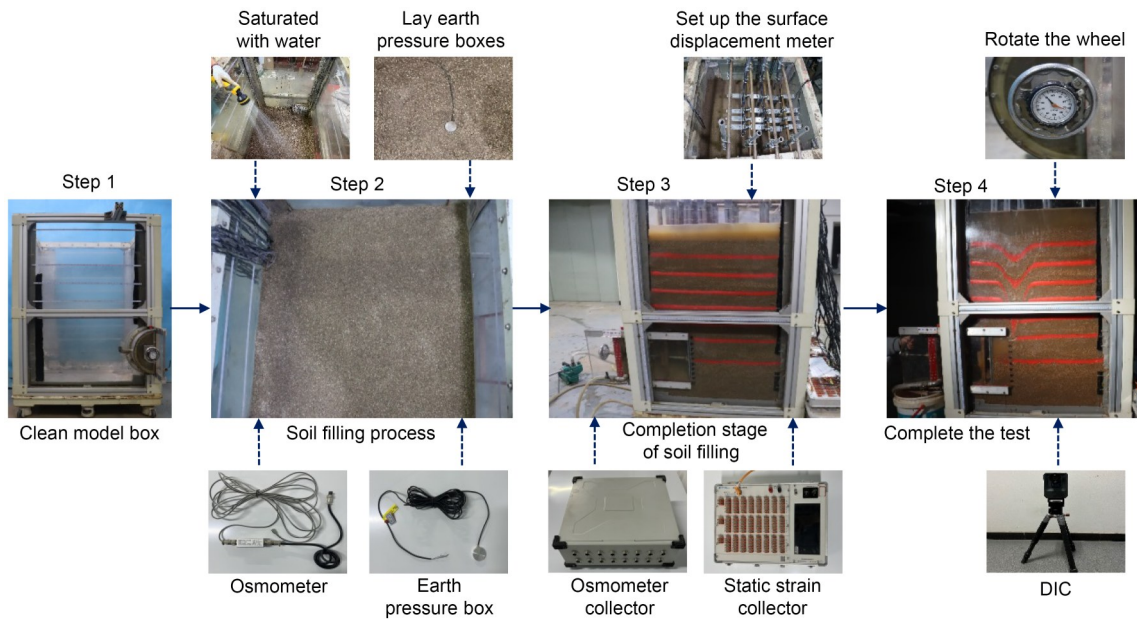 Saturated
with water
Lay earth
pressure boxes
Set up the surface
displacement meter
Rotate the wheel
Step 1
Step 2
Step 3
Step 4
Clean model box
Soil filling process
Completion stage
of soil filling
Complete the test
Osmometer
Earth
pressure box
Osmometer
collector
Static strain
collector
DIC